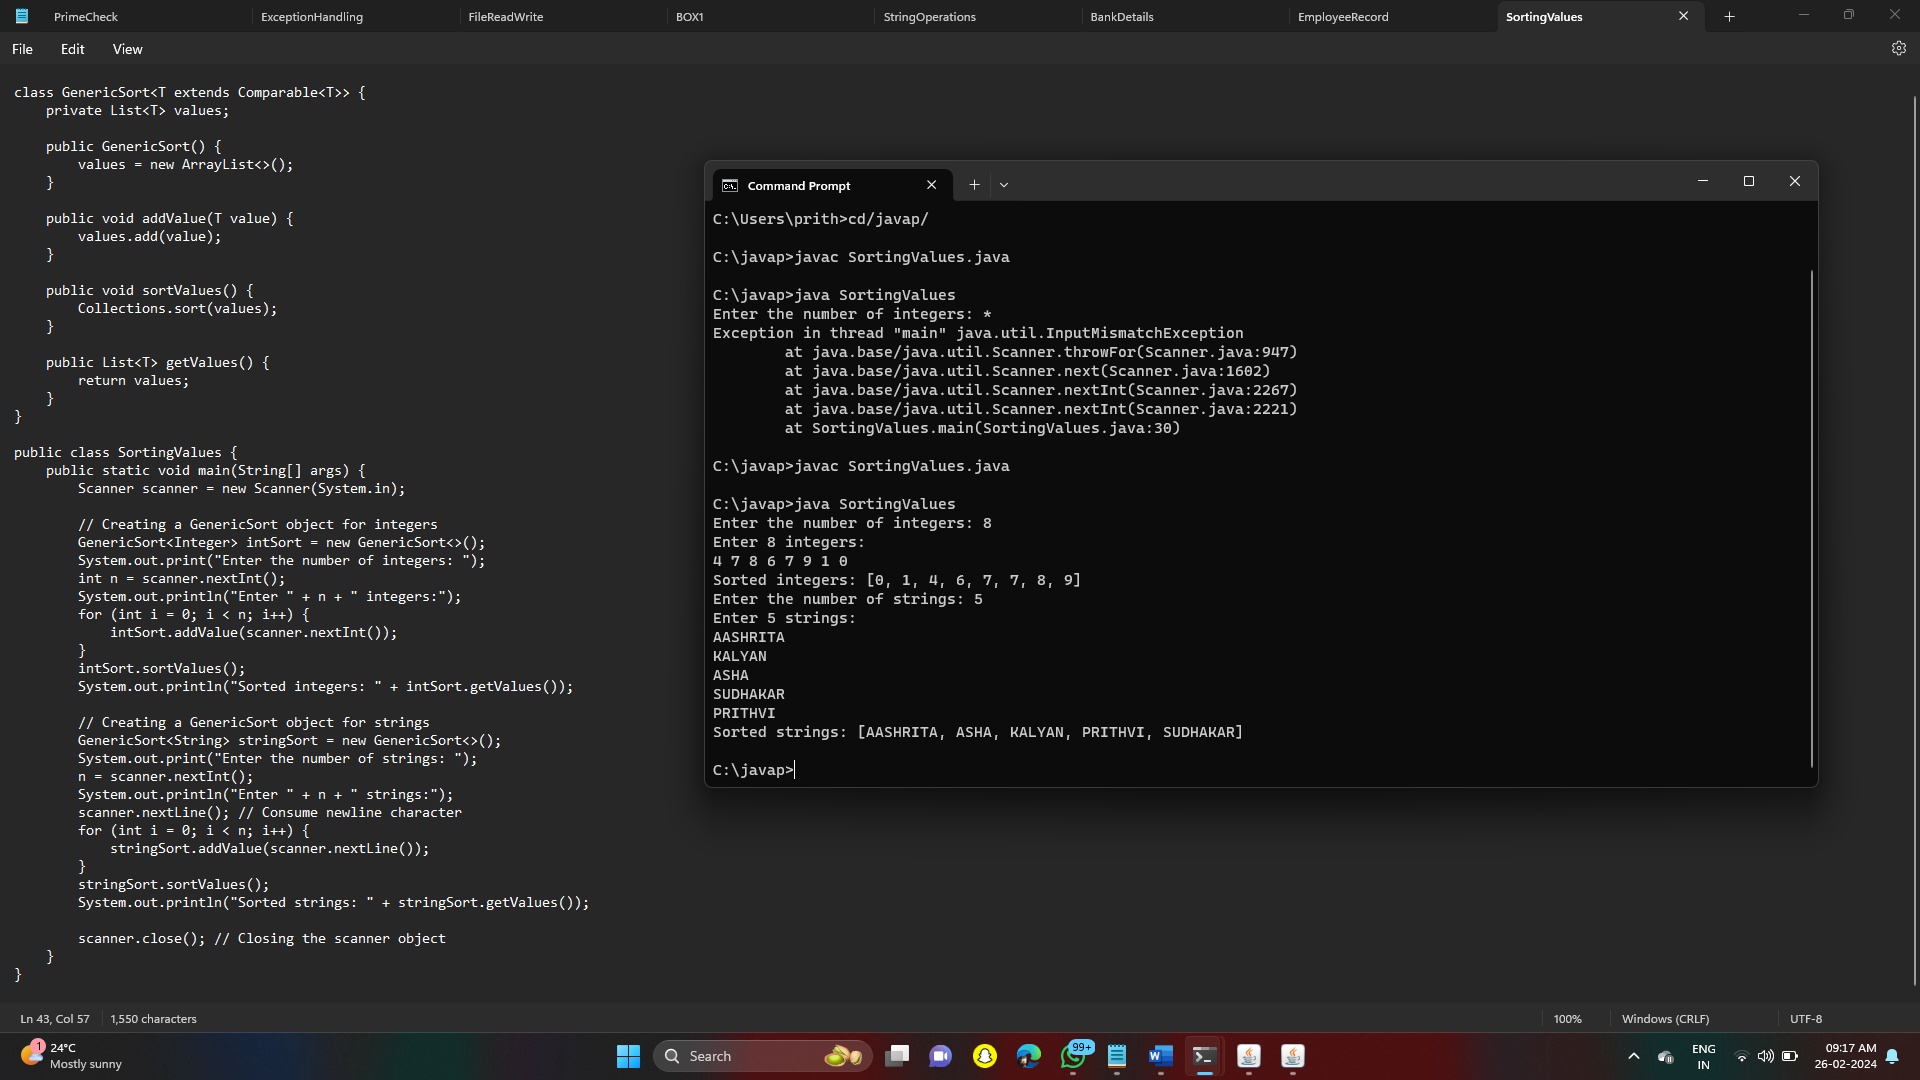 PrimeCheck ExceptionHandling FileReadWrite BOX1 StringOperations BankDetails EmployeeRecord SortingValues
File Edit View
class GenericSort<T extends Comparable<T>> {
    private List<T> values;
    public GenericSort() {
        values = new ArrayList<>();
    }
    public void addValue(T value) {
        values.add(value);
    }
    public void sortValues() {
        Collections.sort(values);
    }
    public List<T> getValues() {
        return values;
    }
}
public class SortingValues {
    public static void main(String[] args) {
        Scanner scanner = new Scanner(System.in);
        // Creating a GenericSort object for integers
        GenericSort<Integer> intSort = new GenericSort<>();
        System.out.print("Enter the number of integers: ");
        int n = scanner.nextInt();
        System.out.println("Enter " + n + " integers:");
        for (int i = 0; i < n; i++) {
            intSort.addValue(scanner.nextInt());
        }
        intSort.sortValues();
        System.out.println("Sorted integers: " + intSort.getValues());
        // Creating a GenericSort object for strings
        GenericSort<String> stringSort = new GenericSort<>();
        System.out.print("Enter the number of strings: ");
        n = scanner.nextInt();
        System.out.println("Enter " + n + " strings:");
        scanner.nextLine(); // Consume newline character
        for (int i = 0; i < n; i++) {
            stringSort.addValue(scanner.nextLine());
        }
        stringSort.sortValues();
        System.out.println("Sorted strings: " + stringSort.getValues());
        scanner.close(); // Closing the scanner object
    }
}
Command Prompt
C:\Users\prith>cd/javap/
C:\javap>javac SortingValues.java
C:\javap>java SortingValues
Enter the number of integers: *
Exception in thread "main" java.util.InputMismatchException
        at java.base/java.util.Scanner.throwFor(Scanner.java:947)
        at java.base/java.util.Scanner.next(Scanner.java:1602)
        at java.base/java.util.Scanner.nextInt(Scanner.java:2267)
        at java.base/java.util.Scanner.nextInt(Scanner.java:2221)
        at SortingValues.main(SortingValues.java:30)
C:\javap>javac SortingValues.java
C:\javap>java SortingValues
Enter the number of integers: 8
Enter 8 integers:
4 7 8 6 7 9 1 0
Sorted integers: [0, 1, 4, 6, 7, 7, 8, 9]
Enter the number of strings: 5
Enter 5 strings:
AASHRITA
KALYAN
ASHA
SUDHAKAR
PRITHVI
Sorted strings: [AASHRITA, ASHA, KALYAN, PRITHVI, SUDHAKAR]
C:\javap>
Ln 43, Col 57 1,550 characters 100% Windows (CRLF) UTF-8
1
24°C
Mostly sunny
Search
99+
ENG
IN
09:17 AM
26-02-2024